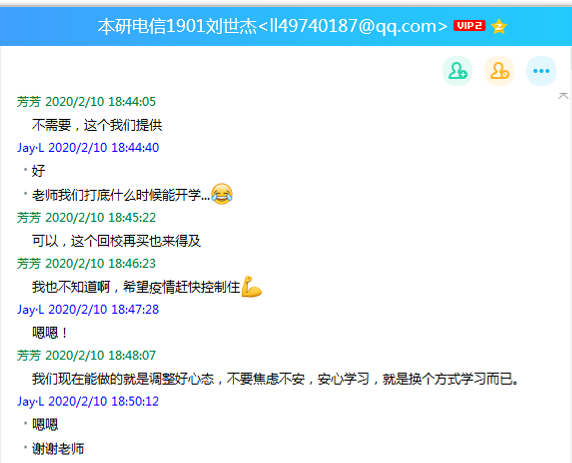 本研电信1901刘世杰<ll49740187@qq.com> VIP2
芳芳 2020/2/10 18:44:05
不需要，这个我们提供
Jay·L 2020/2/10 18:44:40
好
老师我们打底什么时候能开学...
芳芳 2020/2/10 18:45:22
可以，这个回校再买也来得及
芳芳 2020/2/10 18:46:23
我也不知道啊，希望疫情赶快控制住
Jay·L 2020/2/10 18:47:28
嗯嗯！
芳芳 2020/2/10 18:48:07
我们现在能做的就是调整好心态，不要焦虑不安，安心学习，就是换个方式学习而已。
Jay·L 2020/2/10 18:50:12
嗯嗯
谢谢老师